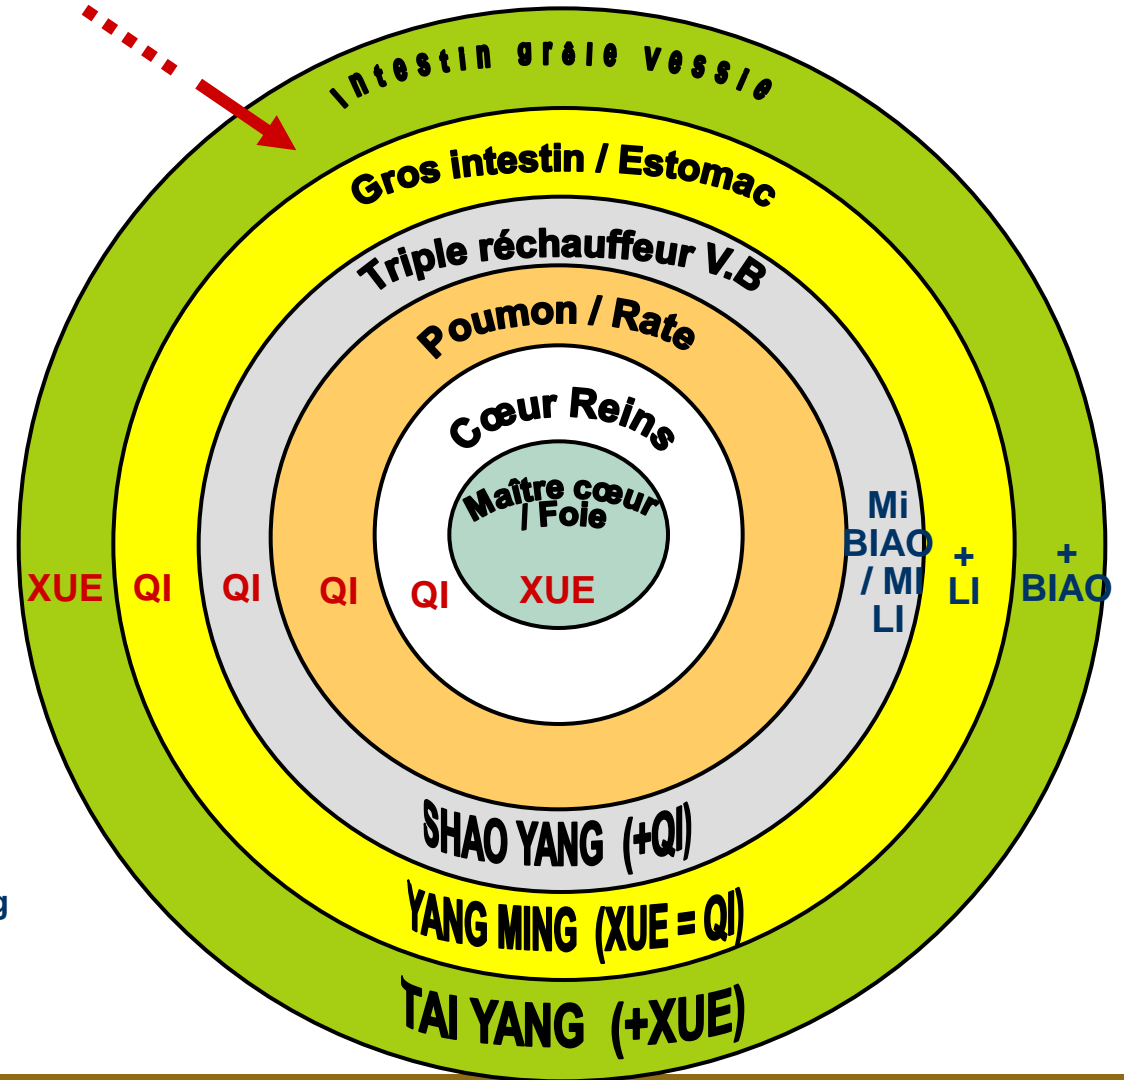 Intestin grêle vessie
Gros intestin / Estomac
Triple réchauffeur V.B
Poumon / Rate
Cœur Reins
Maître cœur
/ Foie
XUE QI QI QI QI XUE
Mi
BIAO
/ MI
LI
+
LI
+
BIAO
SHAO YANG (+QI)
YANG MING (XUE = QI)
TAI YANG (+XUE)
g